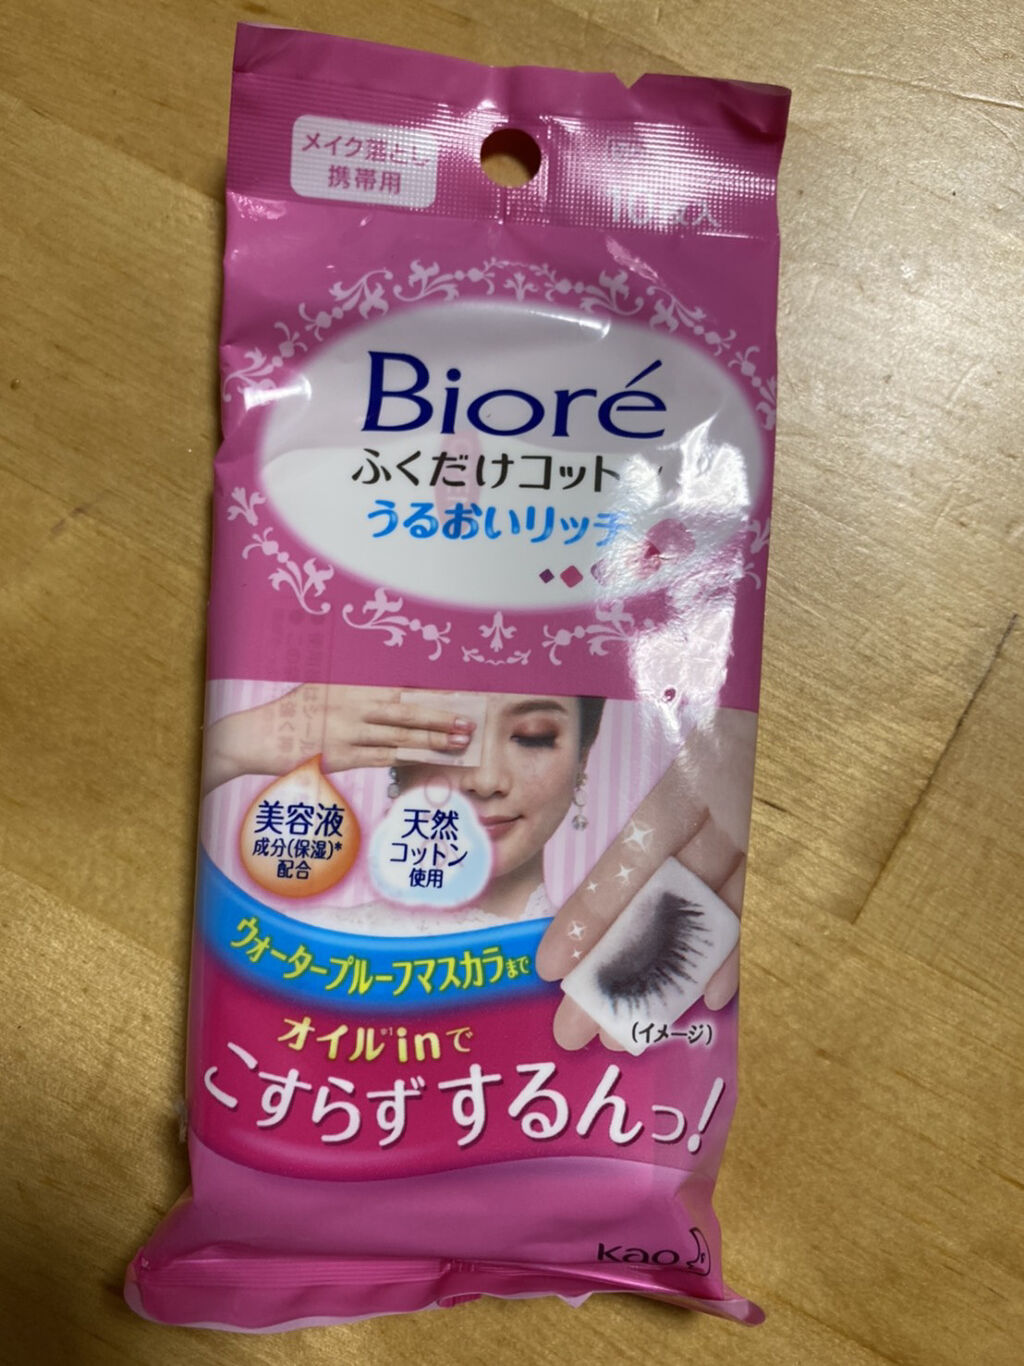 メイク落とし
携帯用
Bioré
ふくだけコットン
うるおいリッチ
美容液
成分(保湿)*
配合
天然
コットン
使用
ウォータープルーフマスカラまで
(イメージ)
オイル*1inで
こすらずするんっ!
Kao